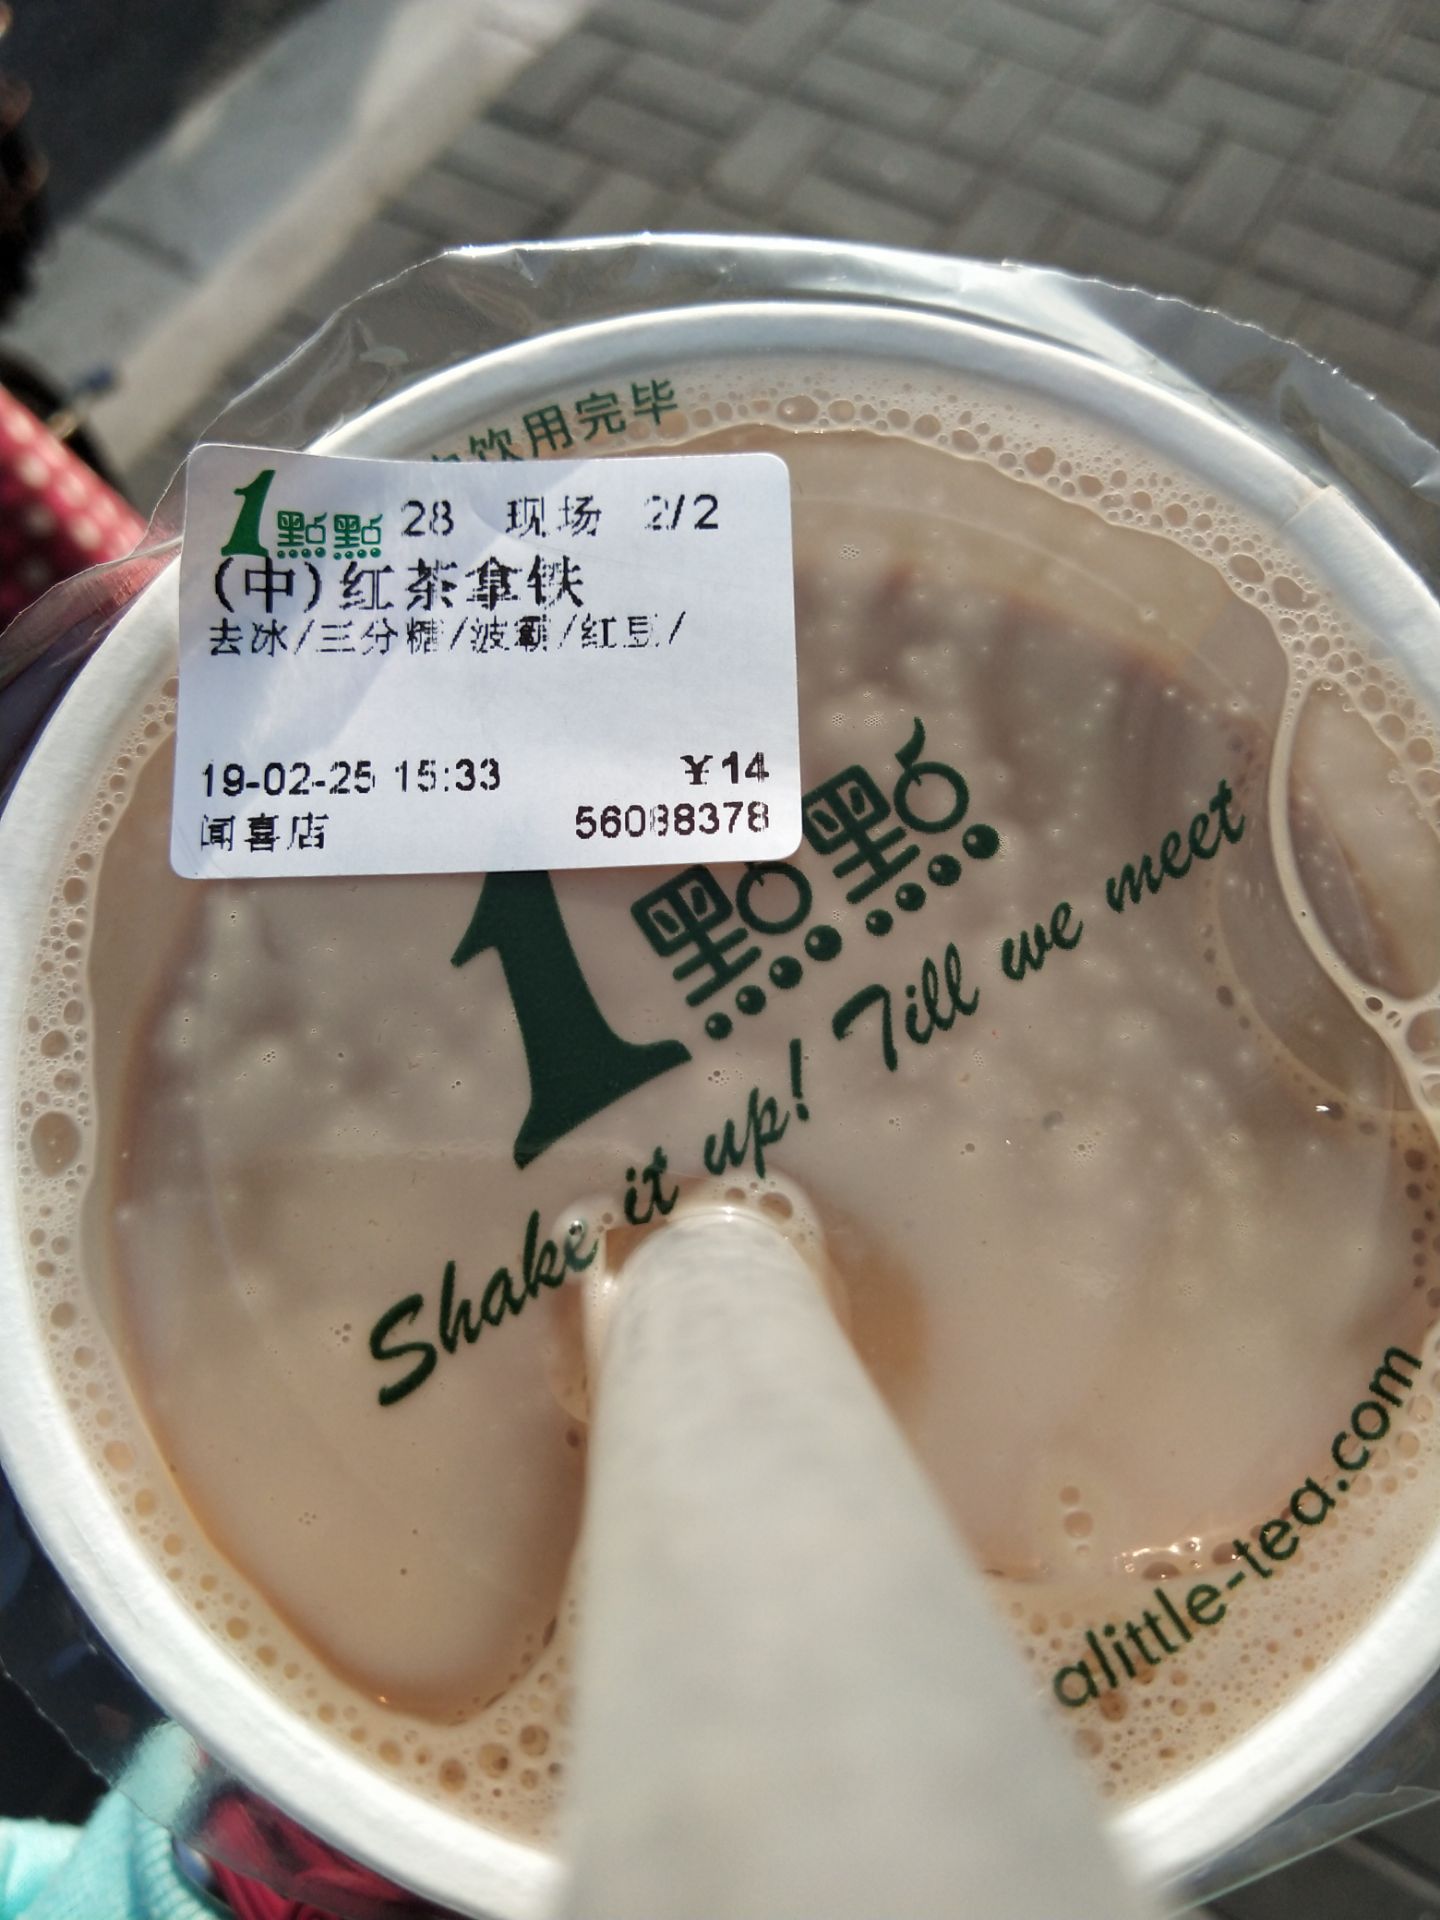 饮用完毕
1點點 28 现场 2/2
(中)红茶拿铁
去冰/三分糖/波霸/红豆/
19-02-25 15:33 ¥14
闻喜店 56088378
1點點
Shake it up! Till we meet
alittle-tea.com